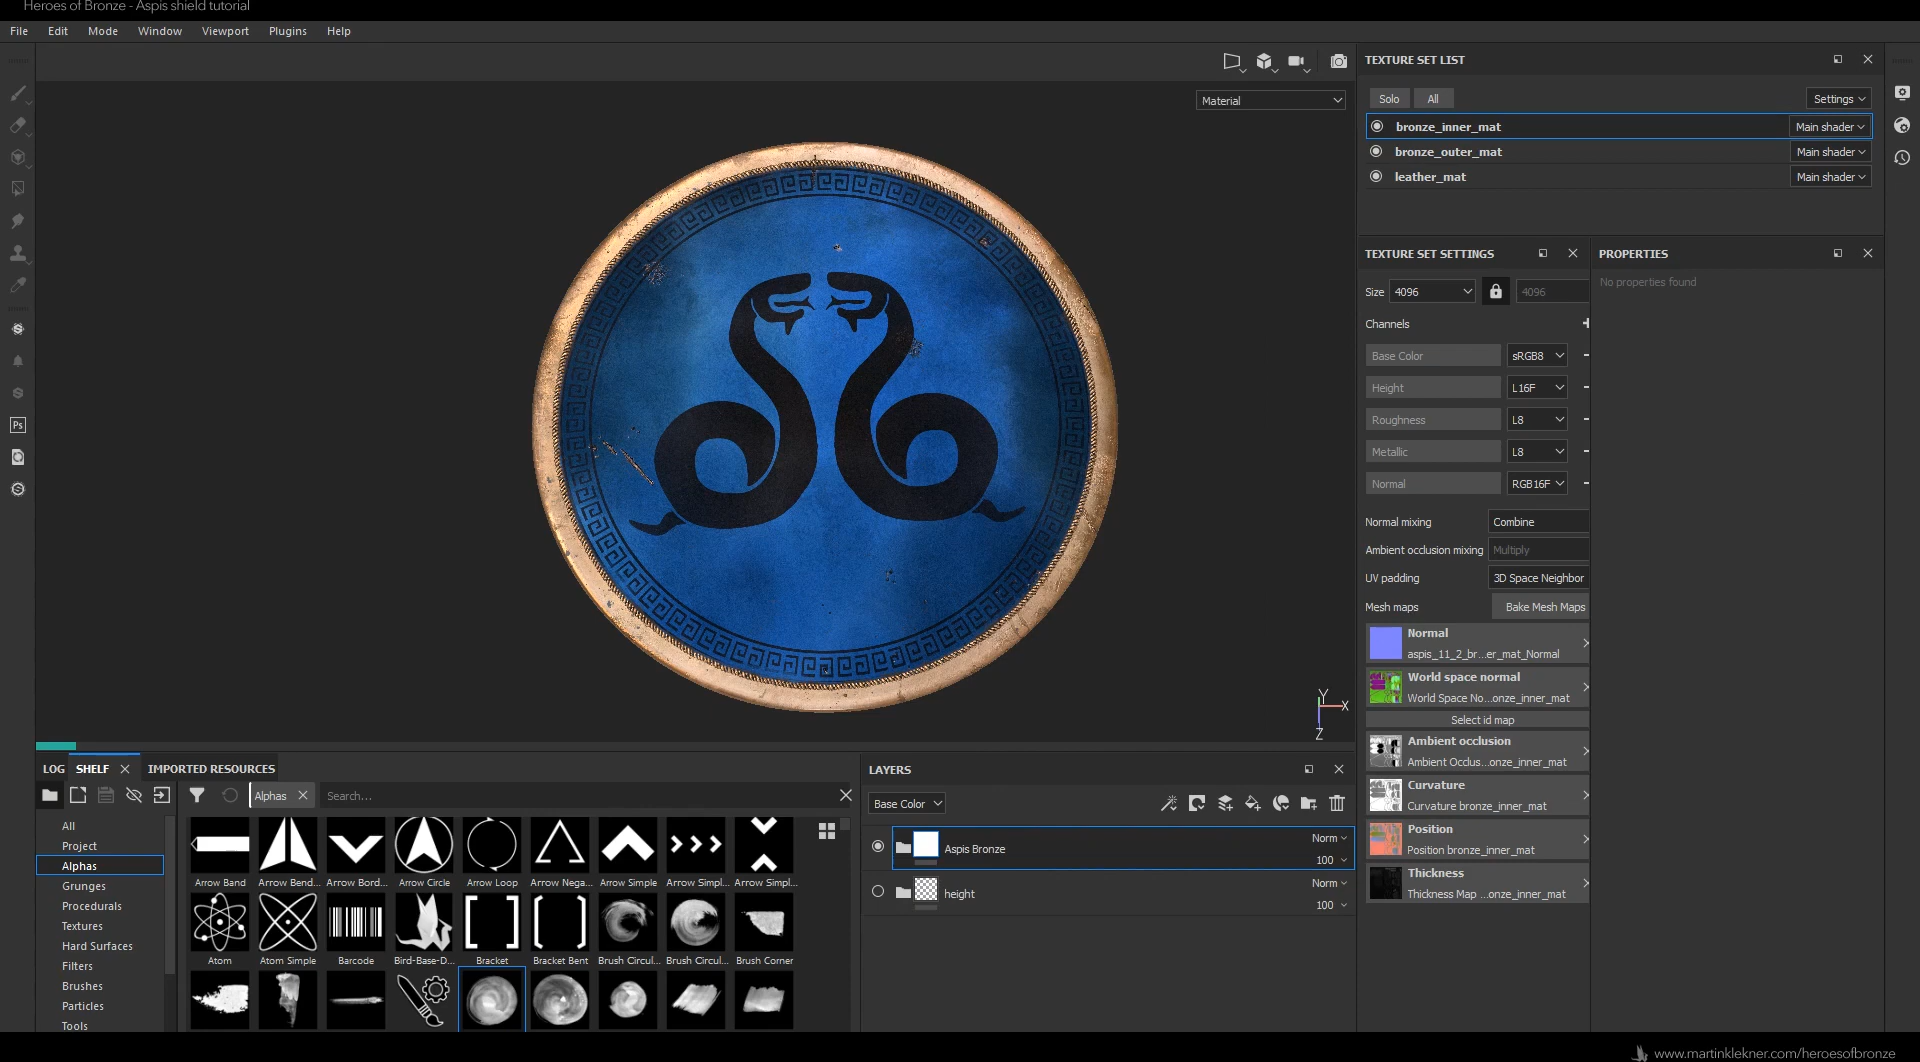 Heroes of Bronze - Aspis shield tutorial
File Edit Mode Window Viewport Plugins Help
Material
TEXTURE SET LIST
Solo All Settings
bronze_inner_mat Main shader
bronze_outer_mat Main shader
leather_mat Main shader
TEXTURE SET SETTINGS
Size 4096 4096
Channels
Base Color sRGB8
Height L16F
Roughness L8
Metallic L8
Normal RGB16F
Normal mixing Combine
Ambient occlusion mixing Multiply
UV padding 3D Space Neighbor
Mesh maps Bake Mesh Maps
Normal
aspis_11_2_br...er_mat_Normal
World space normal
World Space No...onze_inner_mat
Select id map
Ambient occlusion
Ambient Occlus...onze_inner_mat
Curvature
Curvature bronze_inner_mat
Position
Position bronze_inner_mat
Thickness
Thickness Map ...onze_inner_mat
PROPERTIES
No properties found
Ps
Y
X
Z
LOG SHELF IMPORTED RESOURCES
Alphas Search...
All
Project
Alphas
Grunges
Procedurals
Textures
Hard Surfaces
Filters
Brushes
Particles
Tools
Arrow Band Arrow Bend... Arrow Bord... Arrow Circle Arrow Loop Arrow Nega... Arrow Simple Arrow Simpl... Arrow Simpl...
Atom Atom Simple Barcode Bird-Base-D... Bracket Bracket Bent Brush Circul... Brush Circul... Brush Corner
LAYERS
Base Color
Aspis Bronze Norm
100
height Norm
100
www.martinklekner.com/heroesofbronze